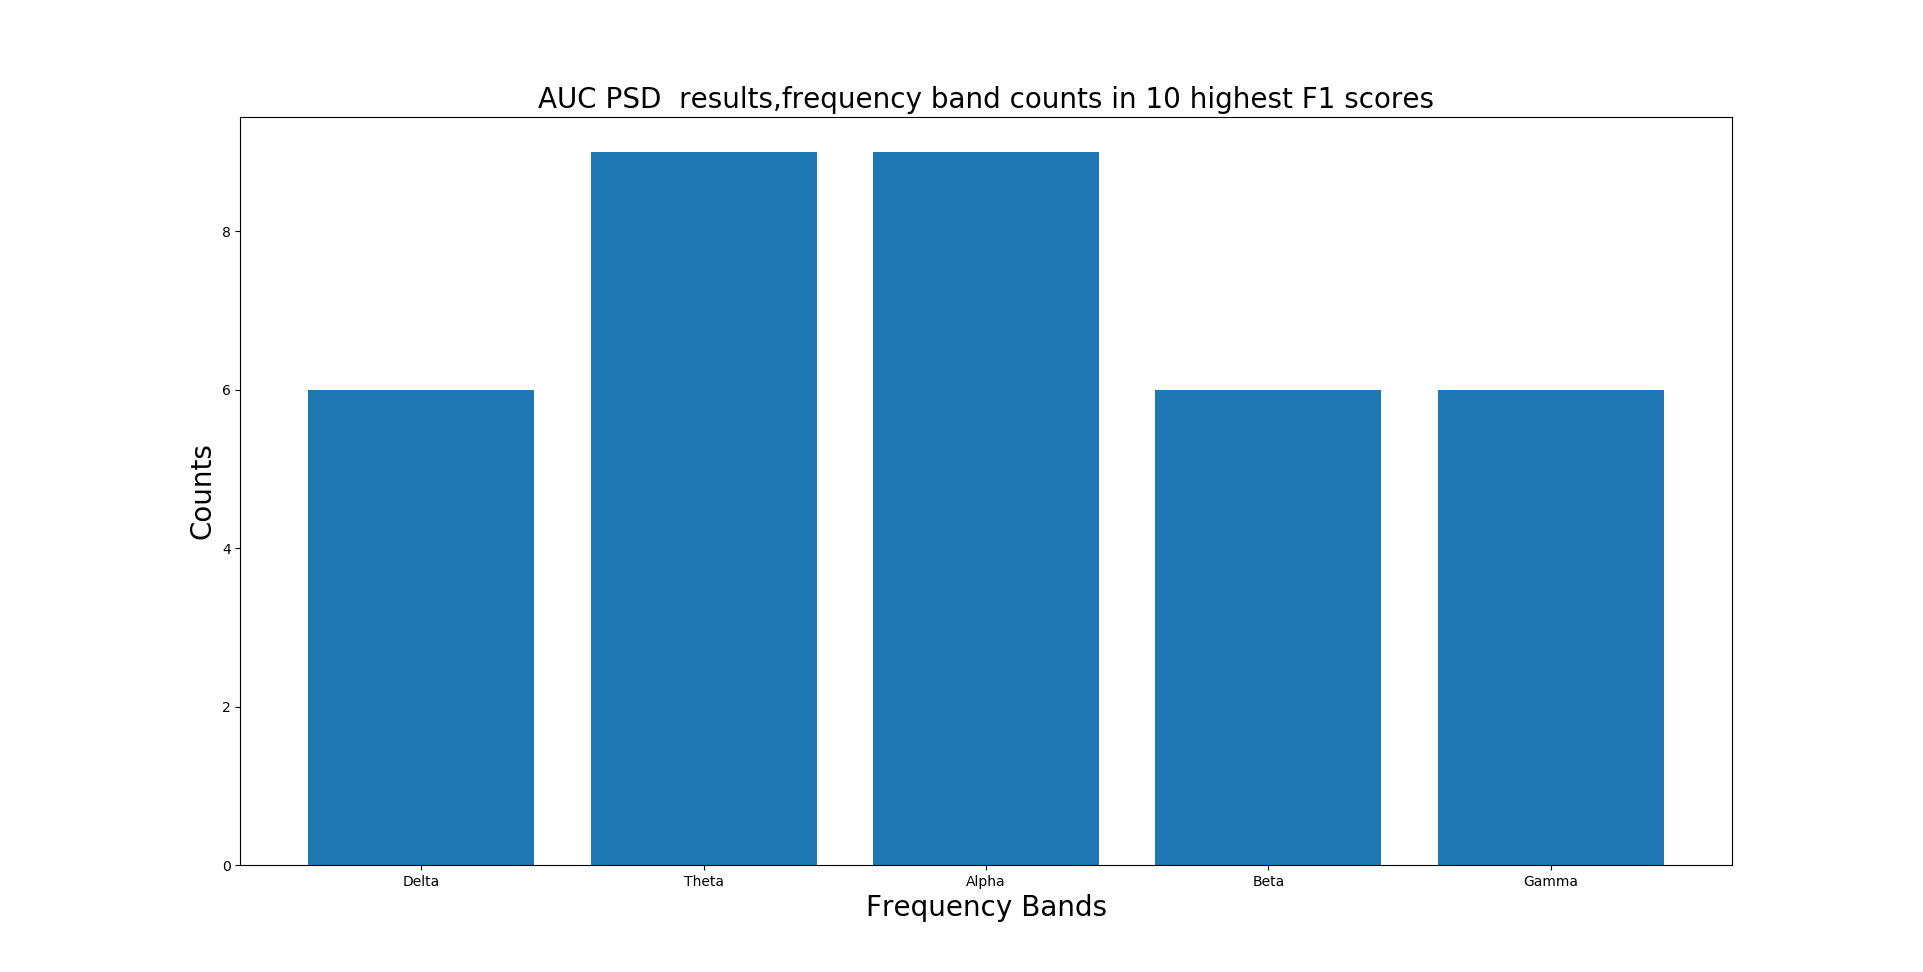 AUC PSD  results,frequency band counts in 10 highest F1 scores
8
6
4
2
0
Counts
Delta Theta Alpha Beta Gamma
Frequency Bands